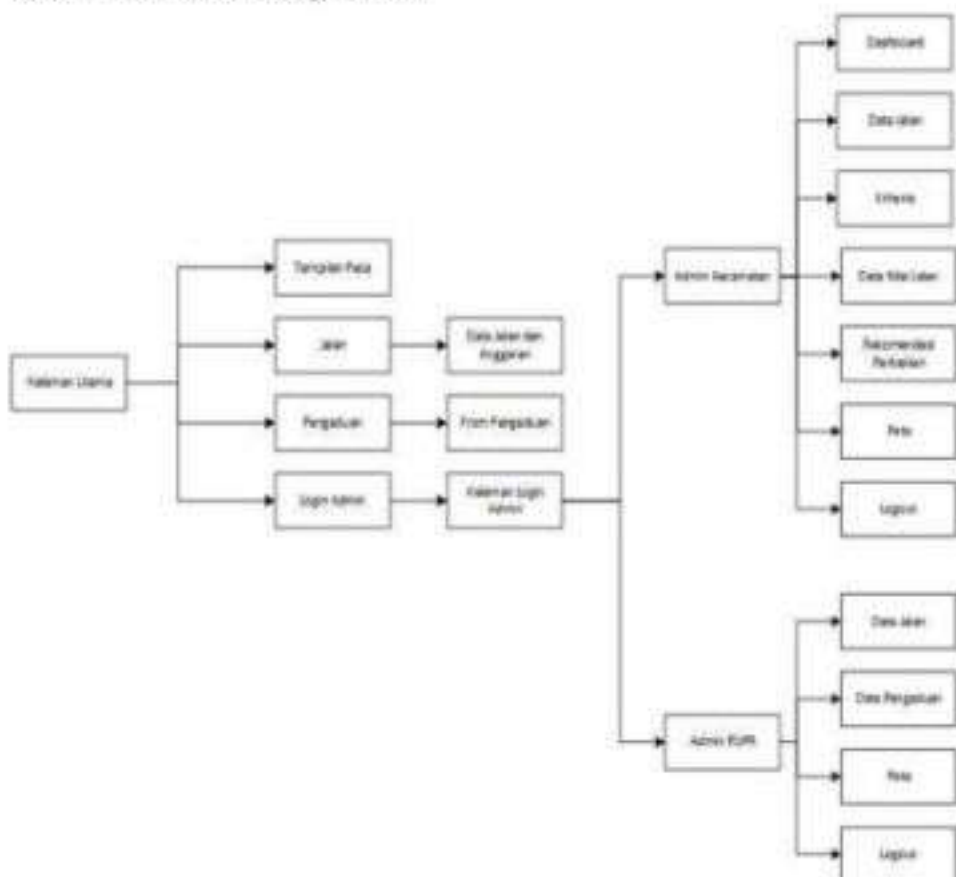 Halaman Utama
Tampilan Peta
Jalan
Data Jalan dan
Anggaran
Pengaduan
From Pengaduan
Login Admin
Halaman Login
Admin
Admin Kecamatan
Dashboard
Data Jalan
Kriteria
Data Nilai Jalan
Rekomendasi
Perbaikan
Peta
Logout
Admin PUPR
Data Jalan
Data Pengaduan
Peta
Logout